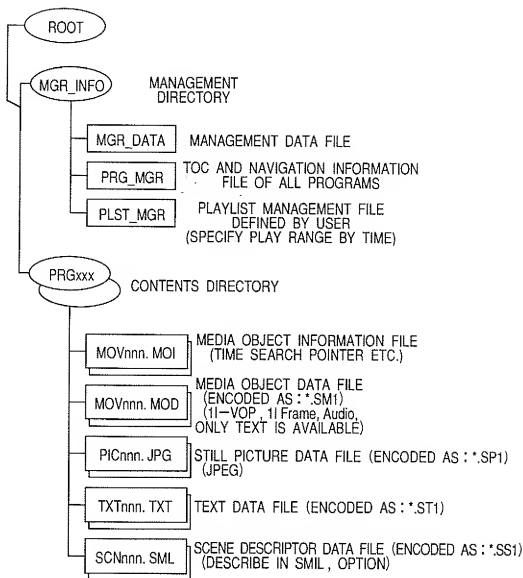 ROOT
MGR_INFO
MANAGEMENT
DIRECTORY
MGR_DATA
MANAGEMENT DATA FILE
PRG_MGR
TOC AND NAVIGATION INFORMATION
FILE OF ALL PROGRAMS
PLST_MGR
PLAYLIST MANAGEMENT FILE
DEFINED BY USER
(SPECIFY PLAY RANGE BY TIME)
PRGxxx
CONTENTS DIRECTORY
MOVnnn. MOI
MEDIA OBJECT INFORMATION FILE
(TIME SEARCH POINTER ETC.)
MOVnnn. MOD
MEDIA OBJECT DATA FILE
(ENCODED AS : *.SM1)
(1I-VOP , 1I Frame, Audio,
ONLY TEXT IS AVAILABLE)
PICnnn. JPG
STILL PICTURE DATA FILE (ENCODED AS : *.SP1)
(JPEG)
TXTnnn. TXT
TEXT DATA FILE (ENCODED AS : *.ST1)
SCNnnn. SML
SCENE DESCRIPTOR DATA FILE (ENCODED AS : *.SS1)
(DESCRIBE IN SMIL , OPTION)